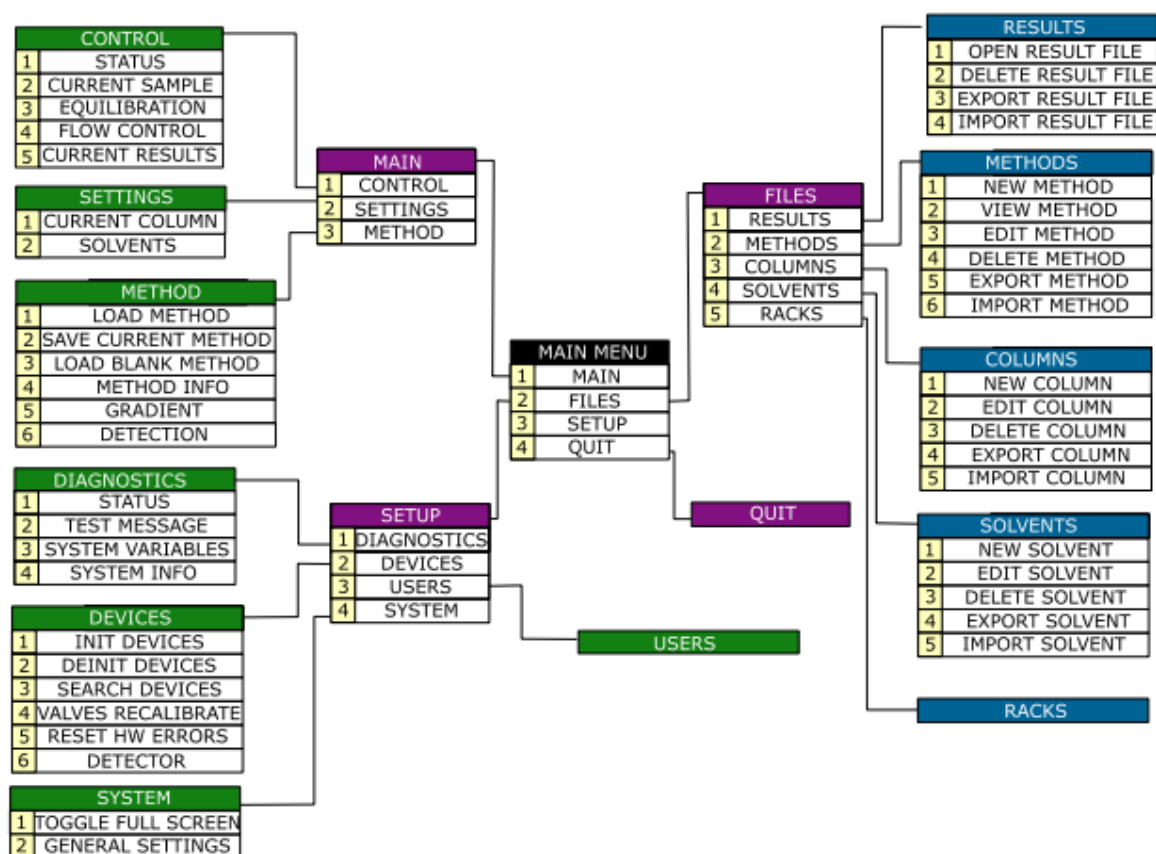 CONTROL
1 STATUS
2 CURRENT SAMPLE
3 EQUILIBRATION
4 FLOW CONTROL
5 CURRENT RESULTS
SETTINGS
1 CURRENT COLUMN
2 SOLVENTS
METHOD
1 LOAD METHOD
2 SAVE CURRENT METHOD
3 LOAD BLANK METHOD
4 METHOD INFO
5 GRADIENT
6 DETECTION
DIAGNOSTICS
1 STATUS
2 TEST MESSAGE
3 SYSTEM VARIABLES
4 SYSTEM INFO
DEVICES
1 INIT DEVICES
2 DEINIT DEVICES
3 SEARCH DEVICES
4 VALVES RECALIBRATE
5 RESET HW ERRORS
6 DETECTOR
SYSTEM
1 TOGGLE FULL SCREEN
2 GENERAL SETTINGS
MAIN
1 CONTROL
2 SETTINGS
3 METHOD
SETUP
1 DIAGNOSTICS
2 DEVICES
3 USERS
4 SYSTEM
MAIN MENU
1 MAIN
2 FILES
3 SETUP
4 QUIT
USERS
FILES
1 RESULTS
2 METHODS
3 COLUMNS
4 SOLVENTS
5 RACKS
QUIT
RESULTS
1 OPEN RESULT FILE
2 DELETE RESULT FILE
3 EXPORT RESULT FILE
4 IMPORT RESULT FILE
METHODS
1 NEW METHOD
2 VIEW METHOD
3 EDIT METHOD
4 DELETE METHOD
5 EXPORT METHOD
6 IMPORT METHOD
COLUMNS
1 NEW COLUMN
2 EDIT COLUMN
3 DELETE COLUMN
4 EXPORT COLUMN
5 IMPORT COLUMN
SOLVENTS
1 NEW SOLVENT
2 EDIT SOLVENT
3 DELETE SOLVENT
4 EXPORT SOLVENT
5 IMPORT SOLVENT
RACKS